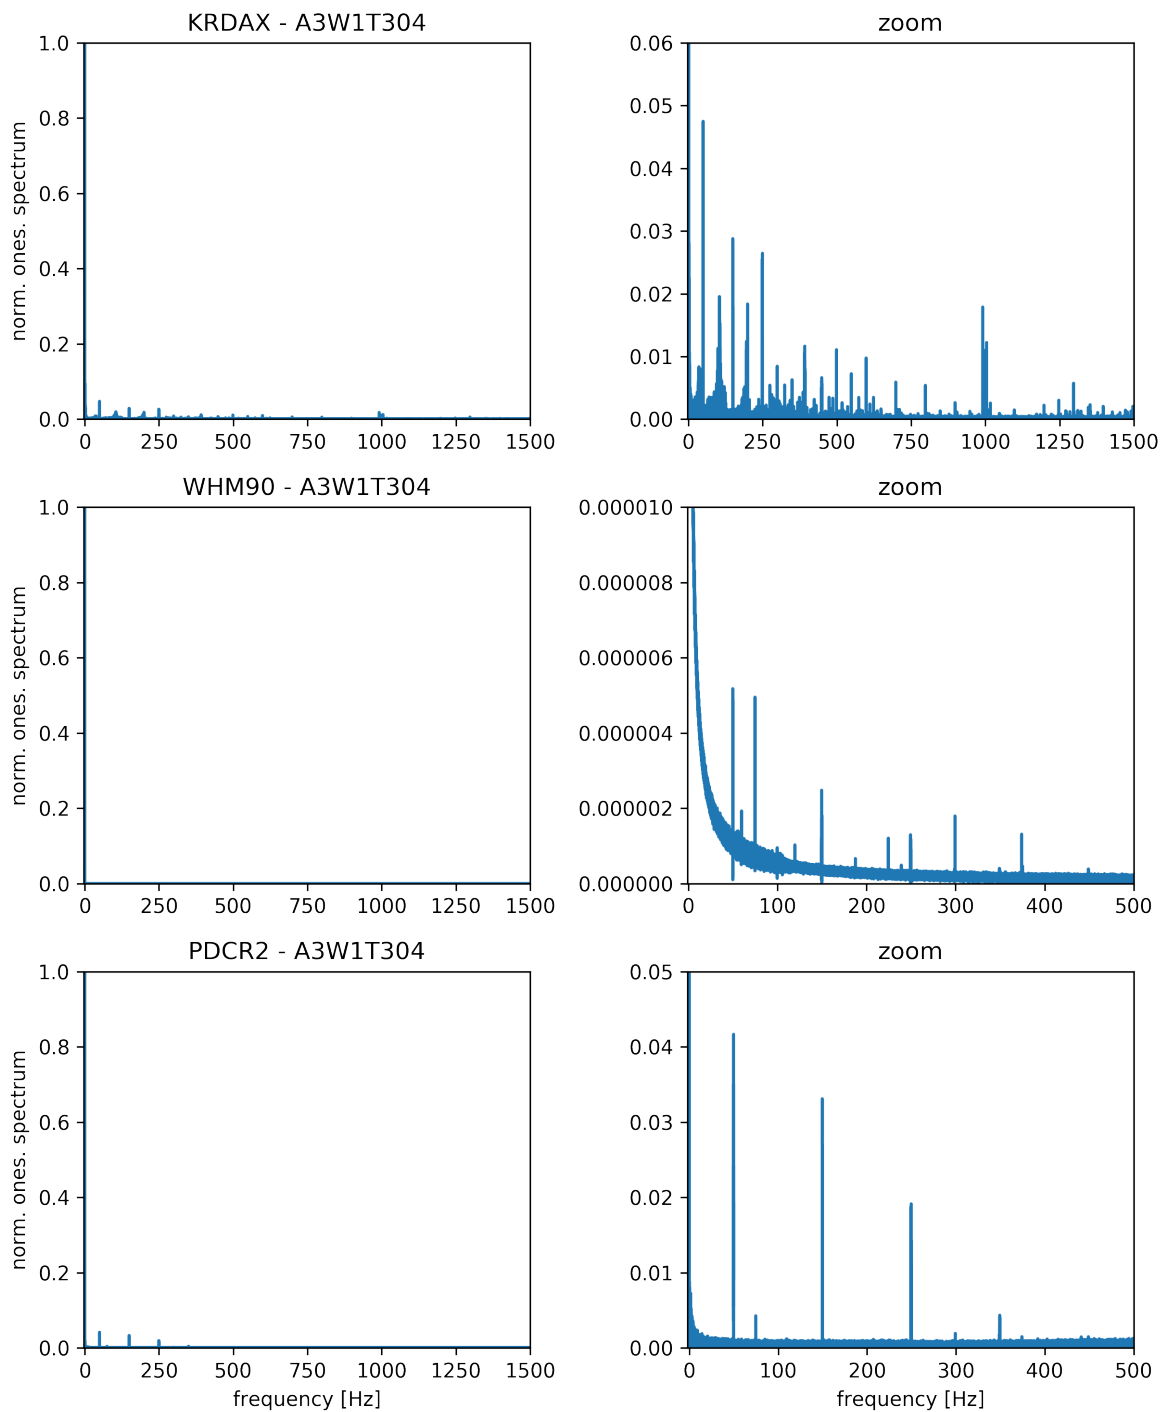 KRDAX - A3W1T304
zoom
norm. ones. spectrum
1.0
0.8
0.6
0.4
0.2
0.0
0 250 500 750 1000 1250 1500
0.06
0.05
0.04
0.03
0.02
0.01
0.00
0 250 500 750 1000 1250 1500
WHM90 - A3W1T304
zoom
norm. ones. spectrum
1.0
0.8
0.6
0.4
0.2
0.0
0 250 500 750 1000 1250 1500
0.000010
0.000008
0.000006
0.000004
0.000002
0.000000
0 100 200 300 400 500
PDCR2 - A3W1T304
zoom
norm. ones. spectrum
1.0
0.8
0.6
0.4
0.2
0.0
0 250 500 750 1000 1250 1500
frequency [Hz]
0.05
0.04
0.03
0.02
0.01
0.00
0 100 200 300 400 500
frequency [Hz]